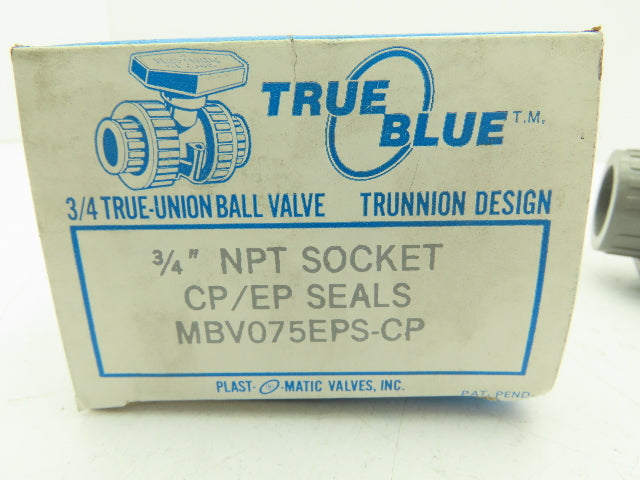 TRUE BLUE T.M.
3/4 TRUE-UNION BALL VALVE TRUNNION DESIGN
3/4" NPT SOCKET
CP/EP SEALS
MBV075EPS-CP
PLAST-O-MATIC VALVES, INC.
PAT. PEND.